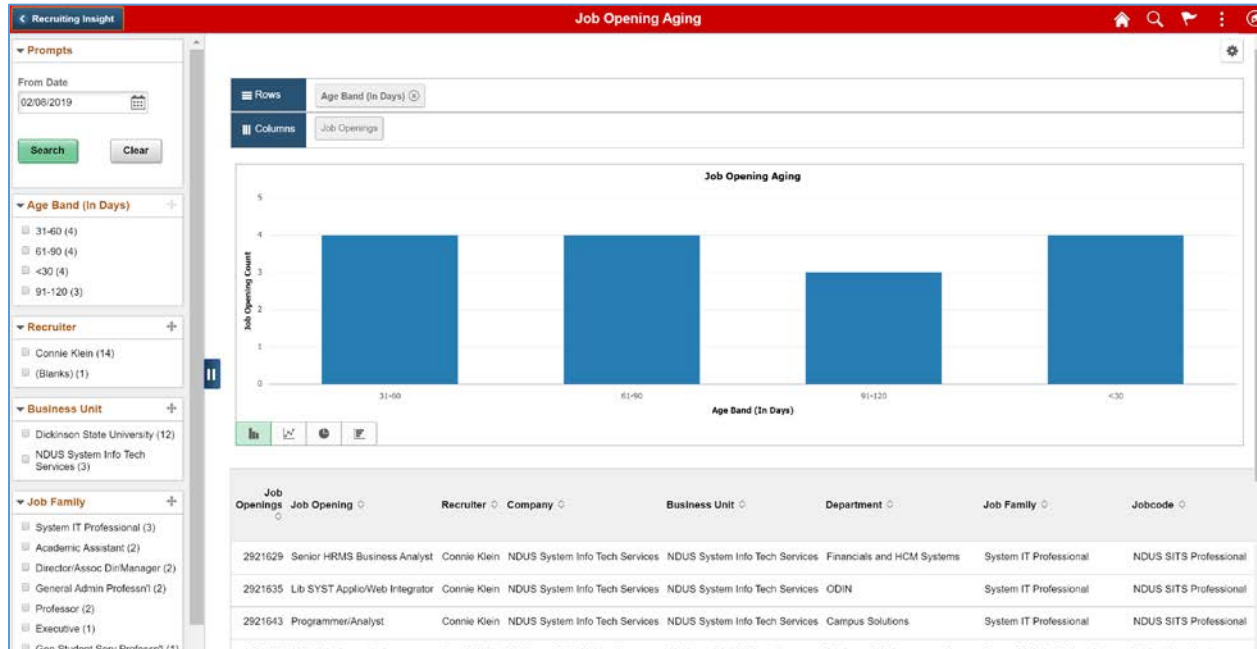 Recruiting Insight
Job Opening Aging
Prompts
From Date
02/06/2019
Search Clear
Age Band (In Days)
31-60 (4)
61-90 (4)
<30 (4)
91-120 (3)
Recruiter
Connie Klein (14)
(Blanks) (1)
Business Unit
Dickinson State University (12)
NDUS System Info Tech
Services (3)
Job Family
System IT Professional (3)
Academic Assistant (2)
Director/Assoc Dir/Manager (2)
General Admin Professn'l (2)
Professor (2)
Executive (1)
Rows Age Band (In Days)
Columns Job Openings
Job Opening Aging
Job Opening Count
5
4
3
2
1
0
31-60 61-90 91-120 <30
Age Band (In Days)
Job
Openings Job Opening Recruiter Company Business Unit Department Job Family Jobcode
2921629 Senior HRMS Business Analyst Connie Klein NDUS System Info Tech Services NDUS System Info Tech Services Financials and HCM Systems System IT Professional NDUS SITS Professional
2921635 Lib SYST Applic/Web Integrator Connie Klein NDUS System Info Tech Services NDUS System Info Tech Services ODIN System IT Professional NDUS SITS Professional
2921643 Programmer/Analyst Connie Klein NDUS System Info Tech Services NDUS System Info Tech Services Campus Solutions System IT Professional NDUS SITS Professional